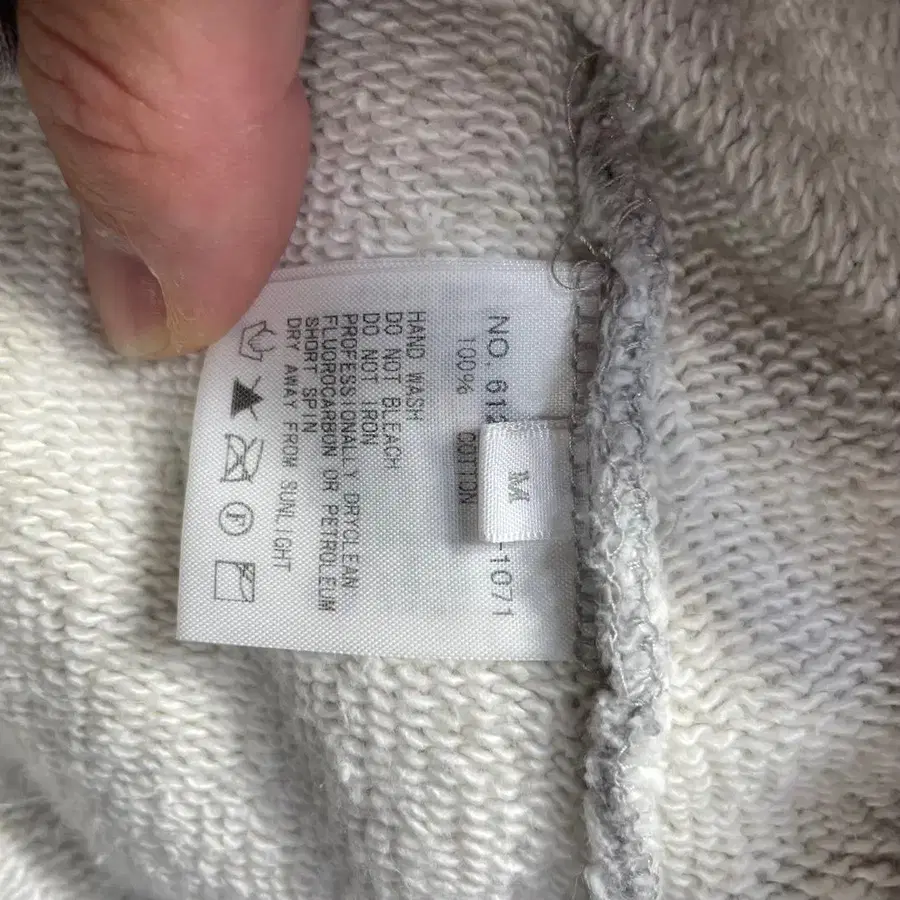 NO. 61
-1071
M
100% COTTON
HAND WASH
DO NOT BLEACH
DO NOT IRON
PROFESSIONALLY DRYCLEAN
FLUOROCARBON OR PETROLEUM
SHORT SPIN
DRY AWAY FROM SUNLIGHT
F